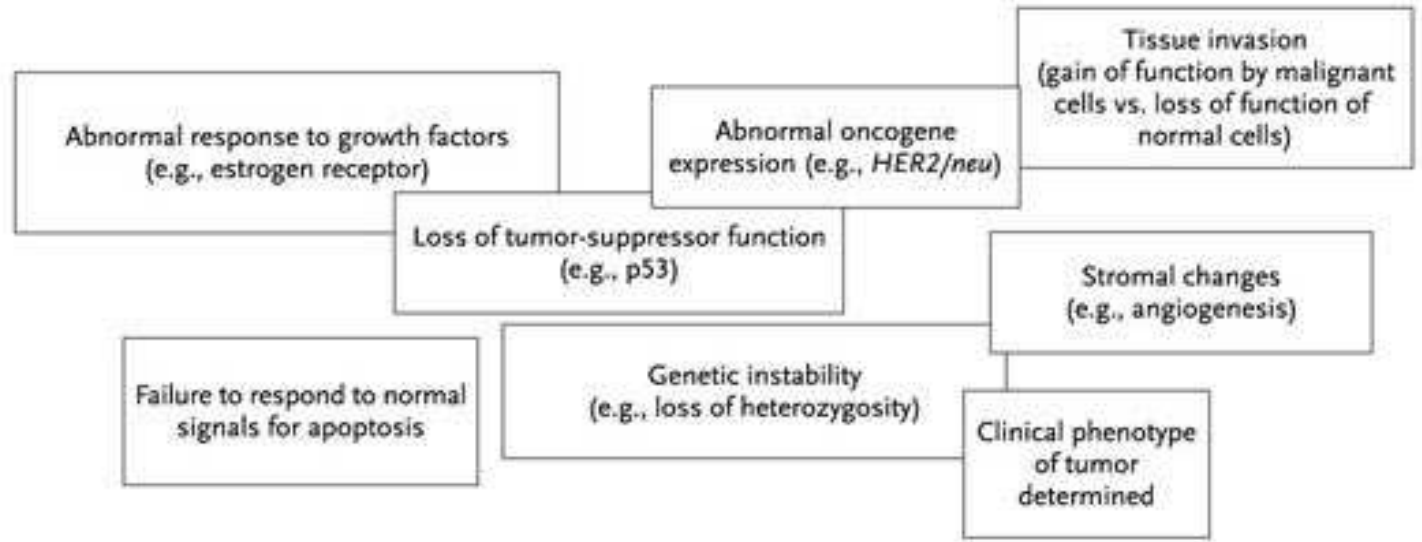 Tissue invasion
(gain of function by malignant
cells vs. loss of function of
normal cells)
Abnormal response to growth factors
(e.g., estrogen receptor)
Abnormal oncogene
expression (e.g., HER2/neu)
Loss of tumor-suppressor function
(e.g., p53)
Stromal changes
(e.g., angiogenesis)
Failure to respond to normal
signals for apoptosis
Genetic instability
(e.g., loss of heterozygosity)
Clinical phenotype
of tumor
determined